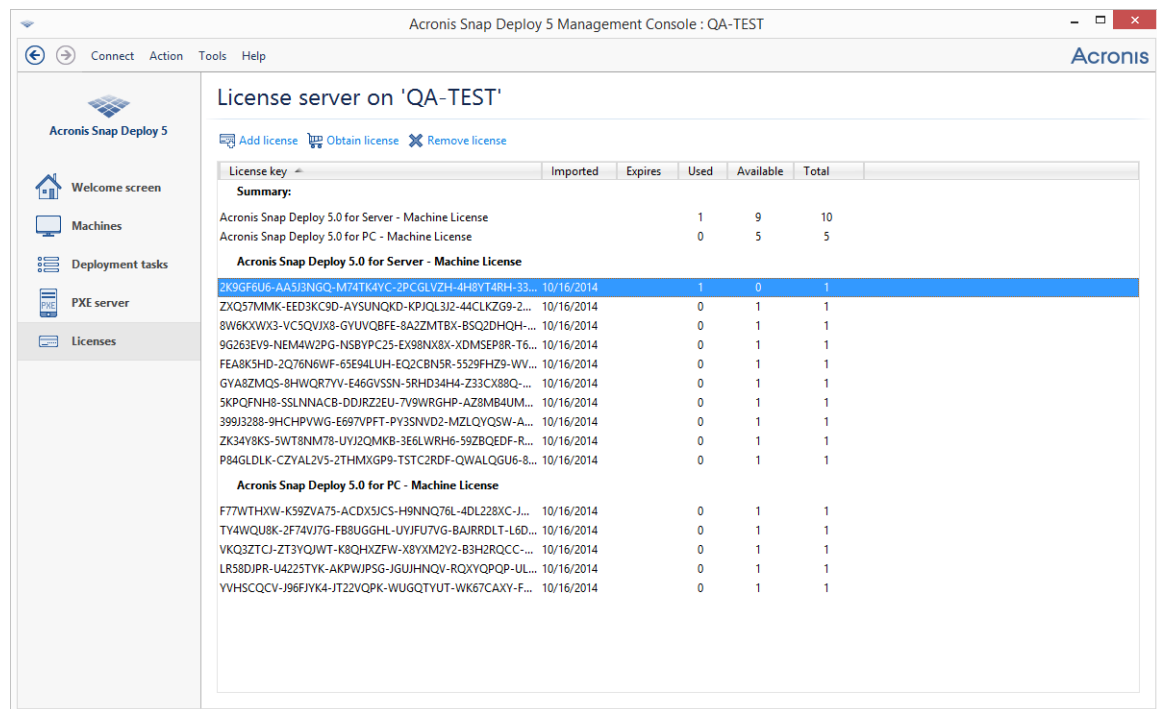 Acronis Snap Deploy 5 Management Console : QA-TEST
Connect Action Tools Help
Acronis
Acronis Snap Deploy 5
Welcome screen
Machines
Deployment tasks
PXE
PXE server
Licenses
License server on 'QA-TEST'
Add license Obtain license Remove license
License key Imported Expires Used Available Total
Summary:
Acronis Snap Deploy 5.0 for Server - Machine License 1 9 10
Acronis Snap Deploy 5.0 for PC - Machine License 0 5 5
Acronis Snap Deploy 5.0 for Server - Machine License
2K9GF6U6-AA5J3NGQ-M74TK4YC-2PCGLVZH-4H8YT4RH-33... 10/16/2014 1 0 1
ZXQ57MMK-EED3KC9D-AYSUNQKD-KPJQL3J2-44CLKZG9-2... 10/16/2014 0 1 1
8W6KXWX3-VC5QVJX8-GYUVQBFE-8A2ZMTBX-BSQ2DHQH-... 10/16/2014 0 1 1
9G263EV9-NEM4W2PG-NSBYPC25-EX98NX8X-XDMSEP8R-T6... 10/16/2014 0 1 1
FEA8K5HD-2Q76N6WF-65E94LUH-EQ2CBN5R-5529FHZ9-WV... 10/16/2014 0 1 1
GYA8ZMQS-8HWQR7YV-E46GVSSN-5RHD34H4-Z33CX88Q-... 10/16/2014 0 1 1
5KPQFNH8-SSLNNACB-DDJRZ2EU-7V9WRGHP-AZ8MB4UM... 10/16/2014 0 1 1
399J3288-9HCHPVWG-E697VPFT-PY3SNVD2-MZLQYQSW-A... 10/16/2014 0 1 1
ZK34Y8KS-5WT8NM78-UYJ2QMKB-3E6LWRH6-59ZBQEDF-R... 10/16/2014 0 1 1
P84GLDLK-CZYAL2V5-2THMXGP9-TSTC2RDF-QWALQGU6-8... 10/16/2014 0 1 1
Acronis Snap Deploy 5.0 for PC - Machine License
F77WTHXW-K59ZVA75-ACDX5JCS-H9NNQ76L-4DL228XC-J... 10/16/2014 0 1 1
TY4WQU8K-2F74VJ7G-FB8UGGHL-UYJFU7VG-BAJRRDLT-L6D... 10/16/2014 0 1 1
VKQ3ZTCJ-ZT3YQJWT-K8QHXZFW-X8YXM2Y2-B3H2RQCC-... 10/16/2014 0 1 1
LR58DJPR-U4225TYK-AKPWJPSG-JGUJHNQV-RQXYQPQP-UL... 10/16/2014 0 1 1
YVHSCQCV-J96FJYK4-JT22VQPK-WUGQTYUT-WK67CAXY-F... 10/16/2014 0 1 1